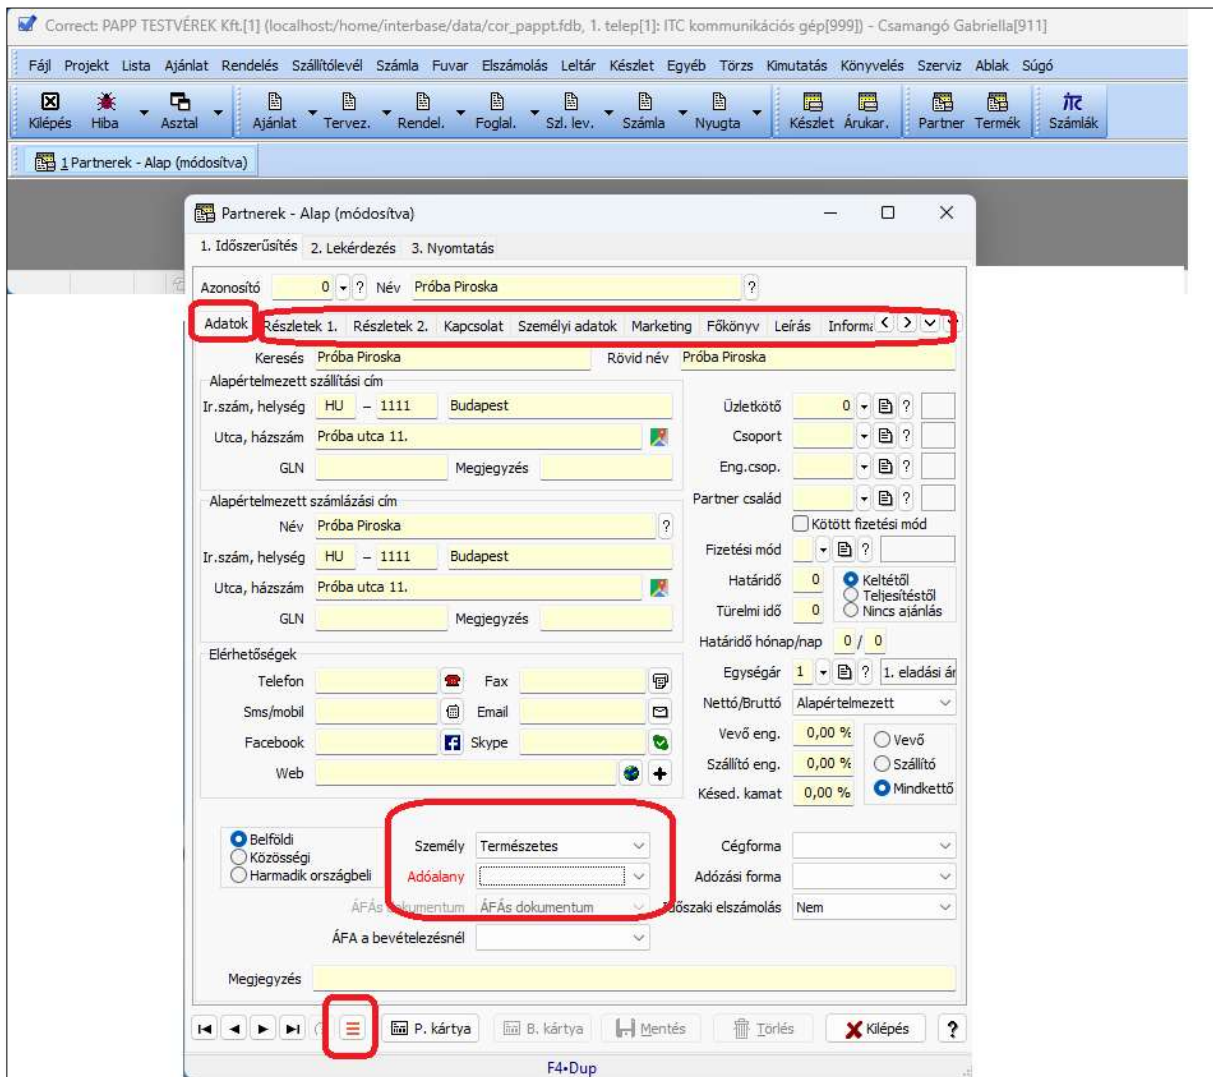 Correct: PAPP TESTVÉREK Kft.[1] (localhost:/home/interbase/data/cor_pappt.fdb, 1. telep[1]: ITC kommunikációs gép[999]) - Csamangó Gabriella[911]
Fájl Projekt Lista Ajánlat Rendelés Szállítólevél Számla Fuvar Elszámolás Leltár Készlet Egyéb Törzs Kimutatás Könyvelés Szerviz Ablak Súgó
Kilépés Hiba Asztal Ajánlat Tervez. Rendel. Foglal. Szl. lev. Számla Nyugta Készlet Árukar. Partner Termék Számlák
1 Partnerek - Alap (módosítva)
Partnerek - Alap (módosítva)
1. Időszerűsítés 2. Lekérdezés 3. Nyomtatás
Azonosító 0 ? Név Próba Piroska ?
Adatok Részletek 1. Részletek 2. Kapcsolat Személyi adatok Marketing Főkönyv Leírás Informa
Keresés Próba Piroska Rövid név Próba Piroska
Alapértelmezett szállítási cím
Ir.szám, helység HU – 1111 Budapest Üzletkötő 0 ?
Utca, házszám Próba utca 11. Csoport ?
GLN Megjegyzés Eng.csop. ?
Alapértelmezett számlázási cím Partner család ?
Név Próba Piroska ? Kötött fizetési mód
Ir.szám, helység HU – 1111 Budapest Fizetési mód ?
Utca, házszám Próba utca 11. Határidő 0 Keltétől
Teljesítéstől
GLN Megjegyzés Türelmi idő 0 Nincs ajánlás
Határidő hónap/nap 0 / 0
Elérhetőségek
Telefon Fax Egységár 1 ? 1. eladási ár
Sms/mobil Email Nettó/Bruttó Alapértelmezett
Facebook Skype Vevő eng. 0,00 % Vevő
Web Szállító eng. 0,00 % Szállító
Késed. kamat 0,00 % Mindkettő
Belföldi Személy Természetes Cégforma
Közösségi
Harmadik országbeli Adóalany Adózási forma
ÁFÁs dokumentum ÁFÁs dokumentum Időszaki elszámolás Nem
ÁFA a bevételezésnél
Megjegyzés
P. kártya B. kártya Mentés Törlés Kilépés ?
F4•Dup